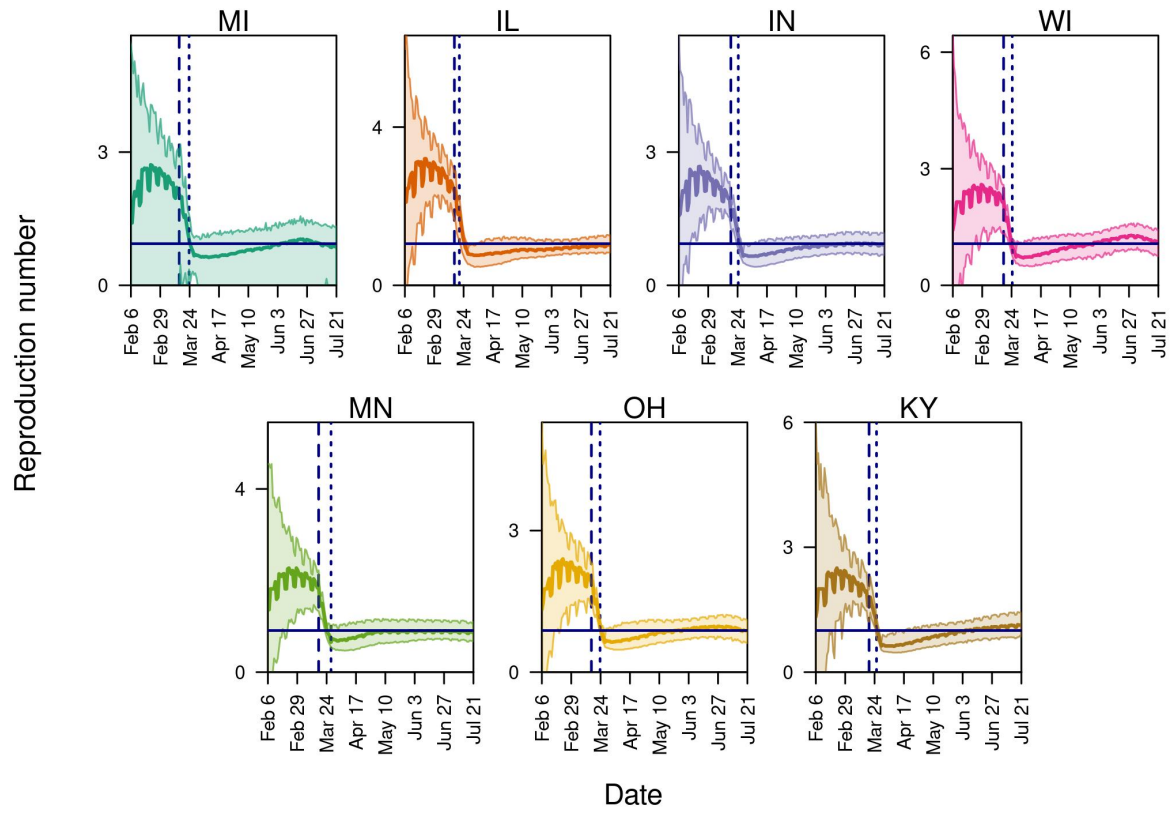 MI IL IN WI
3 4 3 6
3
0 0 0 0
Feb 6 Feb 29 Mar 24 Apr 17 May 10 Jun 3 Jun 27 Jul 21 Feb 6 Feb 29 Mar 24 Apr 17 May 10 Jun 3 Jun 27 Jul 21 Feb 6 Feb 29 Mar 24 Apr 17 May 10 Jun 3 Jun 27 Jul 21 Feb 6 Feb 29 Mar 24 Apr 17 May 10 Jun 3 Jun 27 Jul 21
Reproduction number
MN OH KY
4 3 6
3
0 0 0
Feb 6 Feb 29 Mar 24 Apr 17 May 10 Jun 3 Jun 27 Jul 21 Feb 6 Feb 29 Mar 24 Apr 17 May 10 Jun 3 Jun 27 Jul 21 Feb 6 Feb 29 Mar 24 Apr 17 May 10 Jun 3 Jun 27 Jul 21
Date